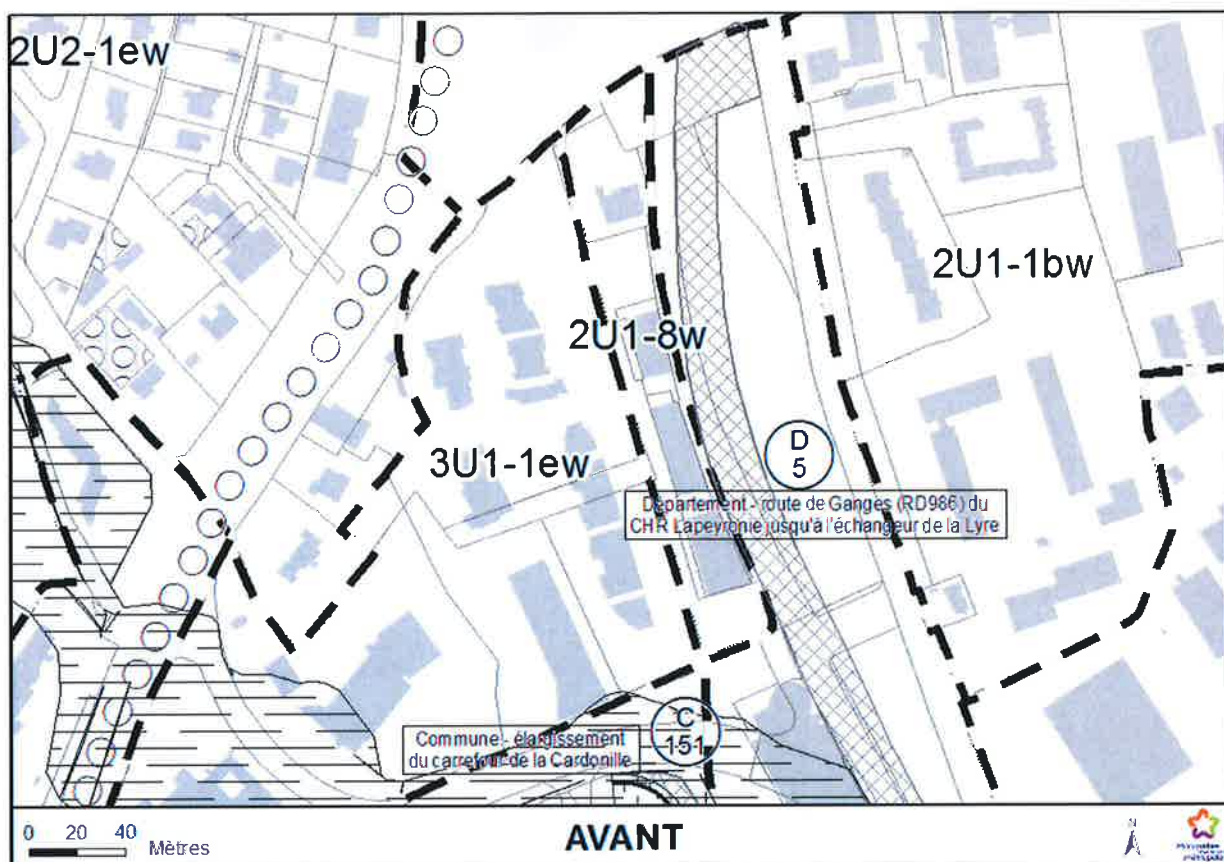 2U2-1ew
2U1-1bw
2U1-8w
3U1-1ew
D
5
Département - route de Ganges (RD986) du
CHR Lapeyronie jusqu'à l'échangeur de la Lyre
C
151
Commune - élargissement
du carrefour de la Cardonille
0 20 40
Mètres
AVANT
N